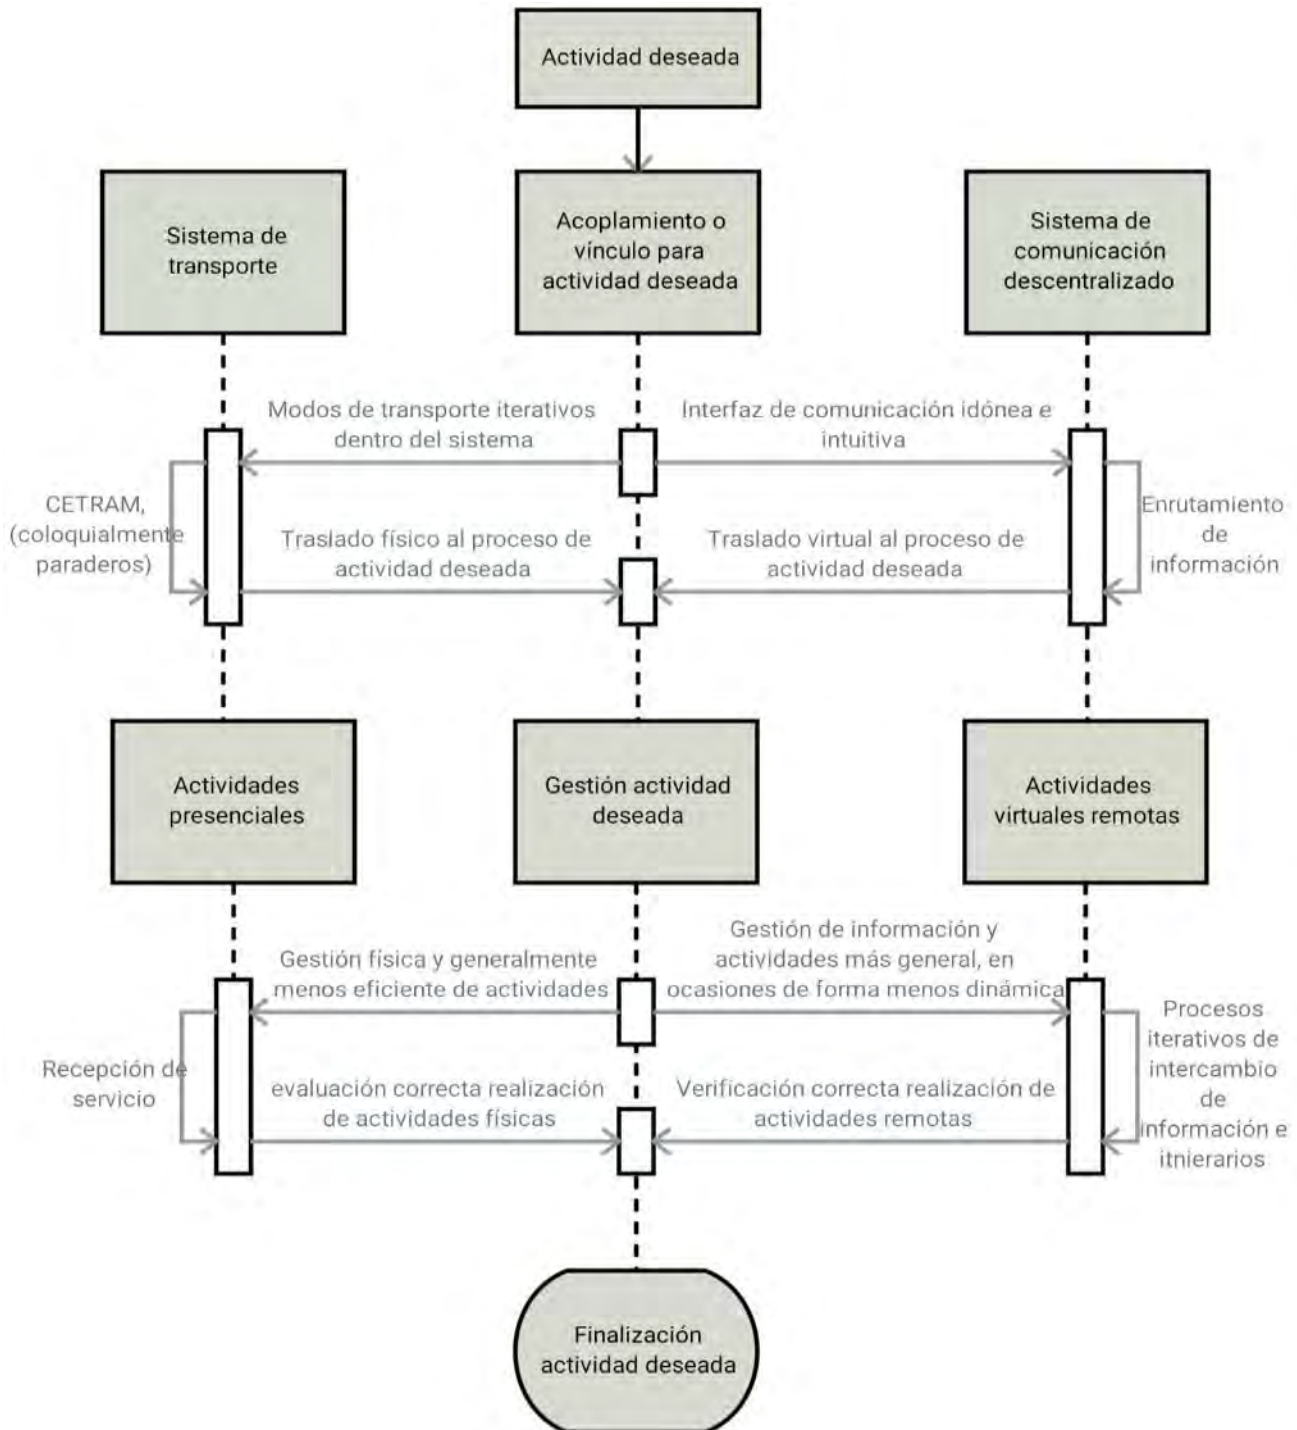 Actividad deseada
Sistema de
transporte
Acoplamiento o
vínculo para
actividad deseada
Sistema de
comunicación
descentralizado
Modos de transporte iterativos
dentro del sistema
Interfaz de comunicación idónea e
intuitiva
CETRAM,
(coloquialmente
paraderos)
Traslado físico al proceso de
actividad deseada
Traslado virtual al proceso de
actividad deseada
Enrutamiento
de
información
Actividades
presenciales
Gestión actividad
deseada
Actividades
virtuales remotas
Gestión física y generalmente
menos eficiente de actividades
Gestión de información y
actividades más general, en
ocasiones de forma menos dinámica
Recepción de
servicio
evaluación correcta realización
de actividades físicas
Verificación correcta realización de
actividades remotas
Procesos
iterativos de
intercambio
de
información e
itnierarios
Finalización
actividad deseada